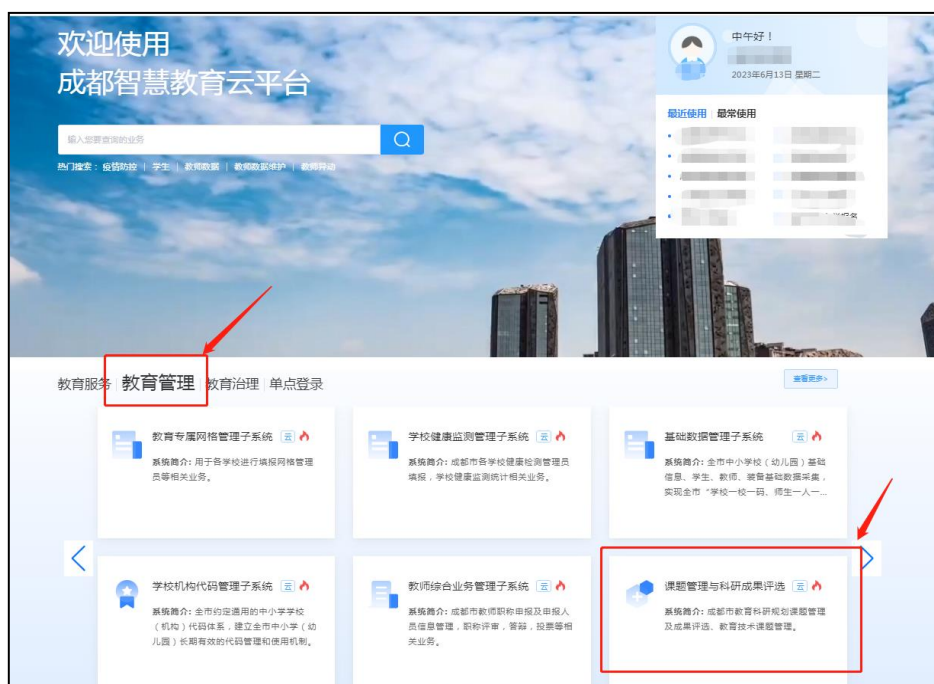 欢迎使用
成都智慧教育云平台
输入您要查询的业务
热门搜索：疫情防控 | 学生 | 教师数据 | 教师数据维护 | 教师异动
中午好！
2023年6月13日 星期二
最近使用 最常使用
教育服务 教育管理 教育治理 单点登录
查看更多>
教育专属网格管理子系统 云
系统简介：用于各学校进行填报网格管理
员等相关业务。
学校健康监测管理子系统 云
系统简介：成都市各学校健康检测管理员
填报，学校健康监测统计相关业务。
基础数据管理子系统 云
系统简介：全市中小学校（幼儿园）基础
信息、学生、教师、装备基础数据采集，
实现全市“学校一校一码、师生一人一...
学校机构代码管理子系统 云
系统简介：全市约定通用的中小学学校
（机构）代码体系，建立全市中小学（幼
儿园）长期有效的代码管理和使用机制。
教师综合业务管理子系统 云
系统简介：成都市教师职称申报及申报人
员信息管理，职称评审，答辩，投票等相
关业务。
课题管理与科研成果评选 云
系统简介：成都市教育科研规划课题管理
及成果评选、教育技术课题管理。